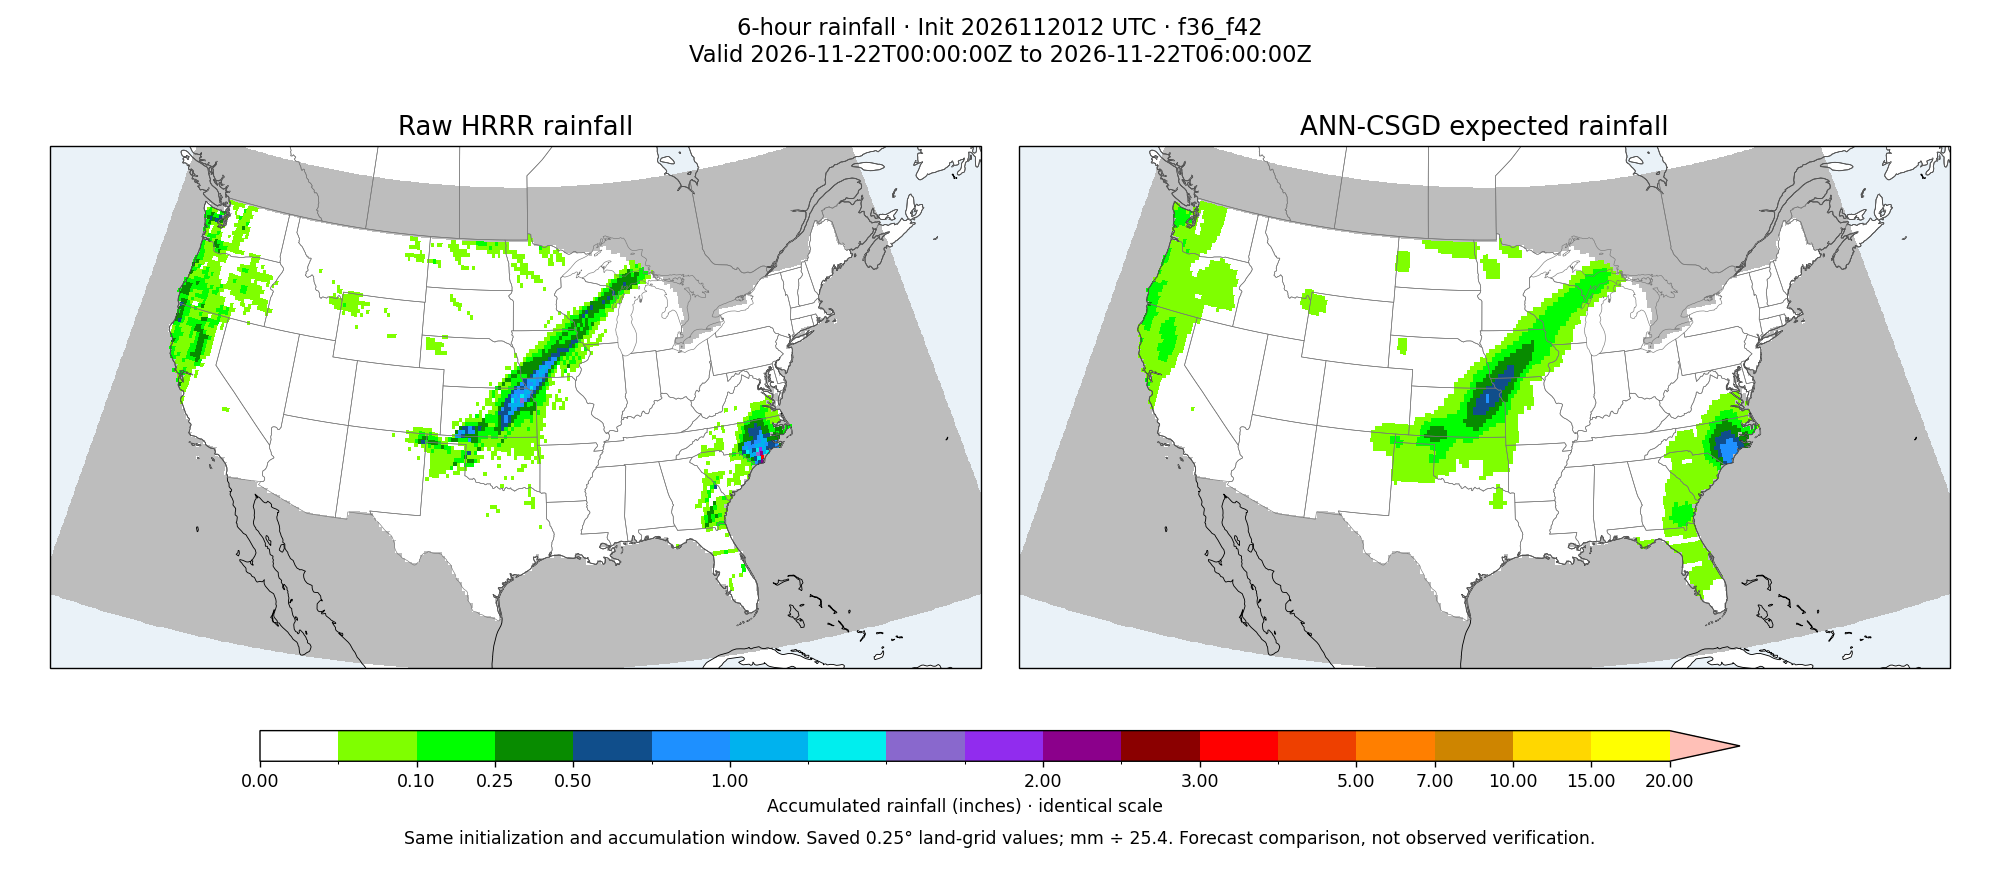 6-hour rainfall · Init 2026112012 UTC · f36_f42
Valid 2026-11-22T00:00:00Z to 2026-11-22T06:00:00Z
Raw HRRR rainfall
ANN-CSGD expected rainfall
0.00 0.10 0.25 0.50 1.00 2.00 3.00 5.00 7.00 10.00 15.00 20.00
Accumulated rainfall (inches) · identical scale
Same initialization and accumulation window. Saved 0.25° land-grid values; mm ÷ 25.4. Forecast comparison, not observed verification.